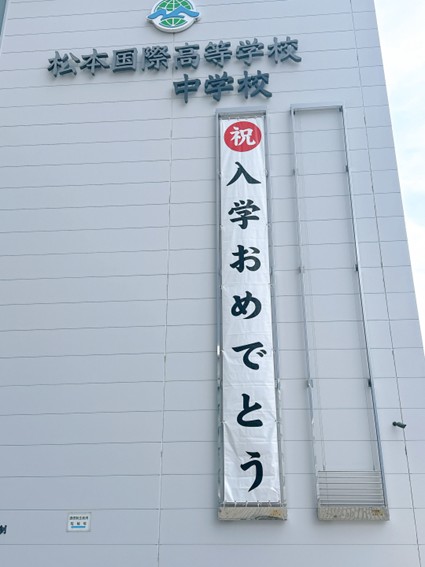 松本国際高等学校
中学校
祝
入学おめでとう